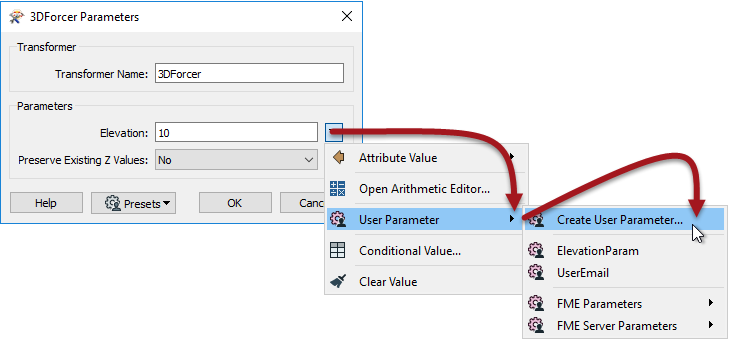 3DForcer Parameters
Transformer
Transformer Name: 3DForcer
Parameters
Elevation: 10
Preserve Existing Z Values: No
Help
Presets
OK
Canc
Attribute Value
Open Arithmetic Editor...
User Parameter
Conditional Value...
Clear Value
Create User Parameter...
ElevationParam
UserEmail
FME Parameters
FME Server Parameters